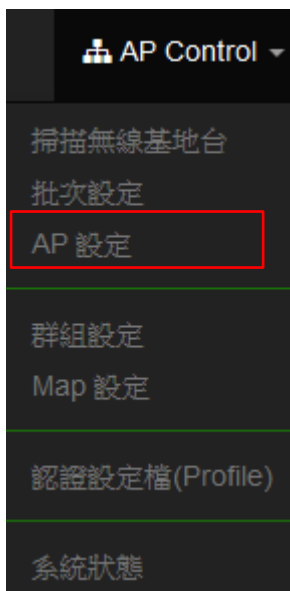 AP Control
掃描無線基地台
批次設定
AP 設定
群組設定
Map 設定
認證設定檔(Profile)
系統狀態